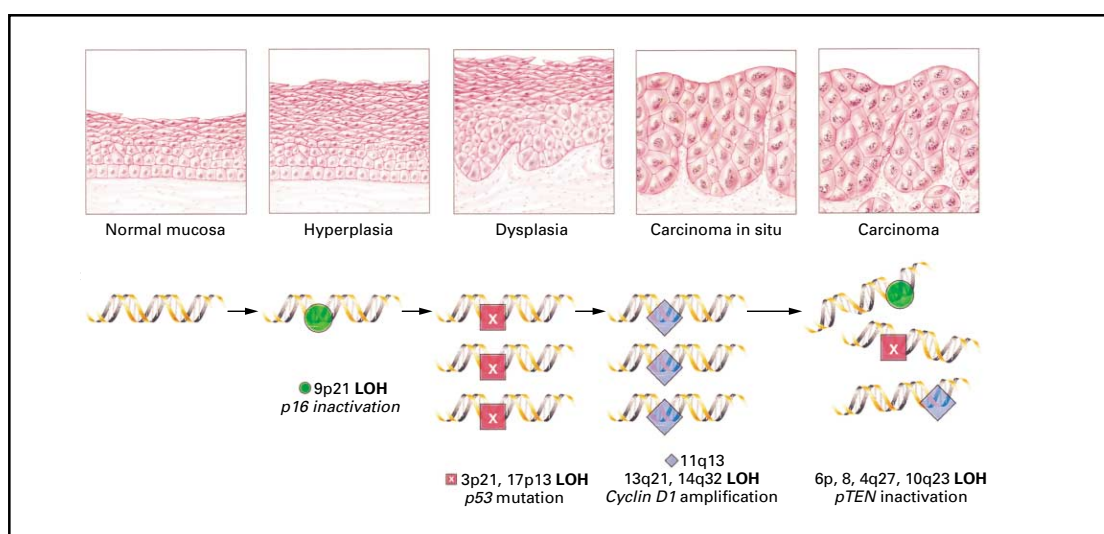 Normal mucosa
Hyperplasia
Dysplasia
Carcinoma in situ
Carcinoma
9p21 LOH
p16 inactivation
X
X
X
X
X 3p21, 17p13 LOH
p53 mutation
11q13
13q21, 14q32 LOH
Cyclin D1 amplification
6p, 8, 4q27, 10q23 LOH
pTEN inactivation